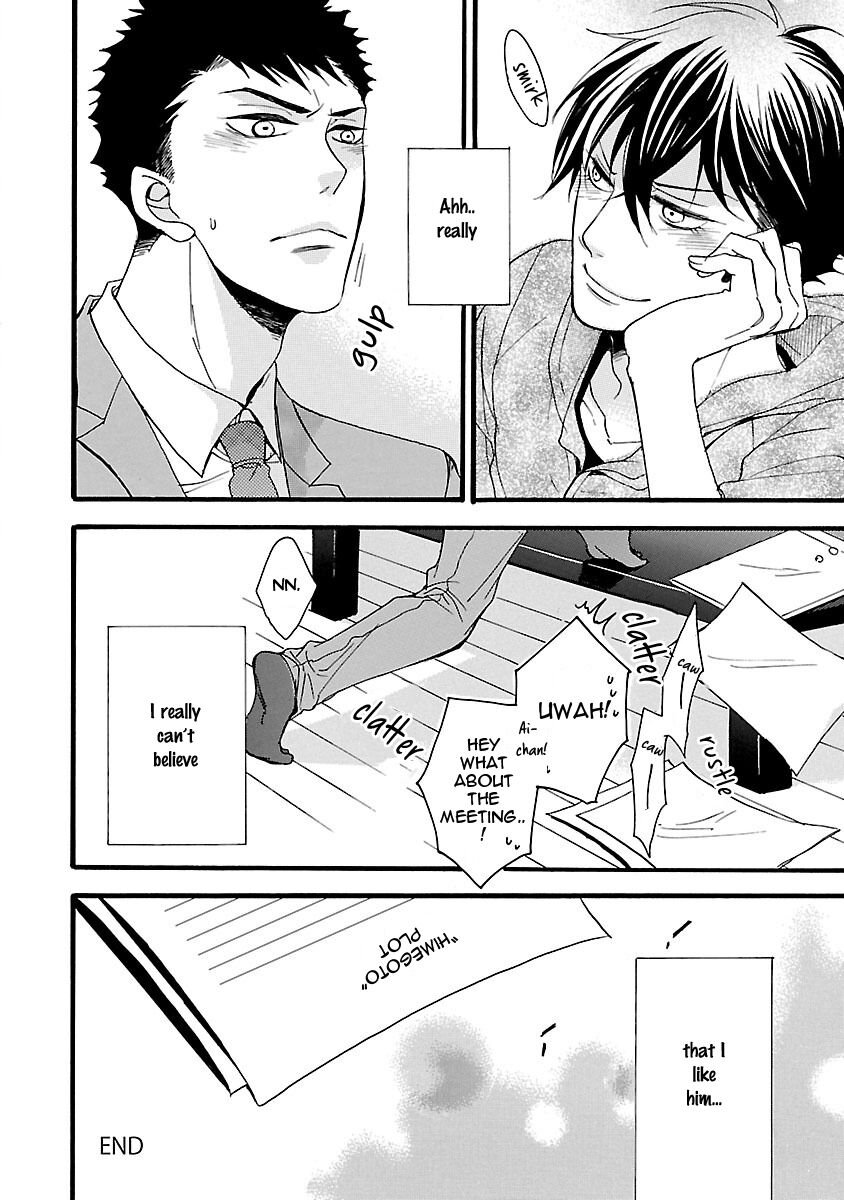 smirk
Ahh..
really
gulp
NN.
clatter
UWAH!
Ai-
chan!
caw
caw
rustle
HEY
WHAT
ABOUT
THE
MEETING..
!
clatter
I really
can't
believe
"HIMEGOTO"
PLOT
that I
like
him...
END